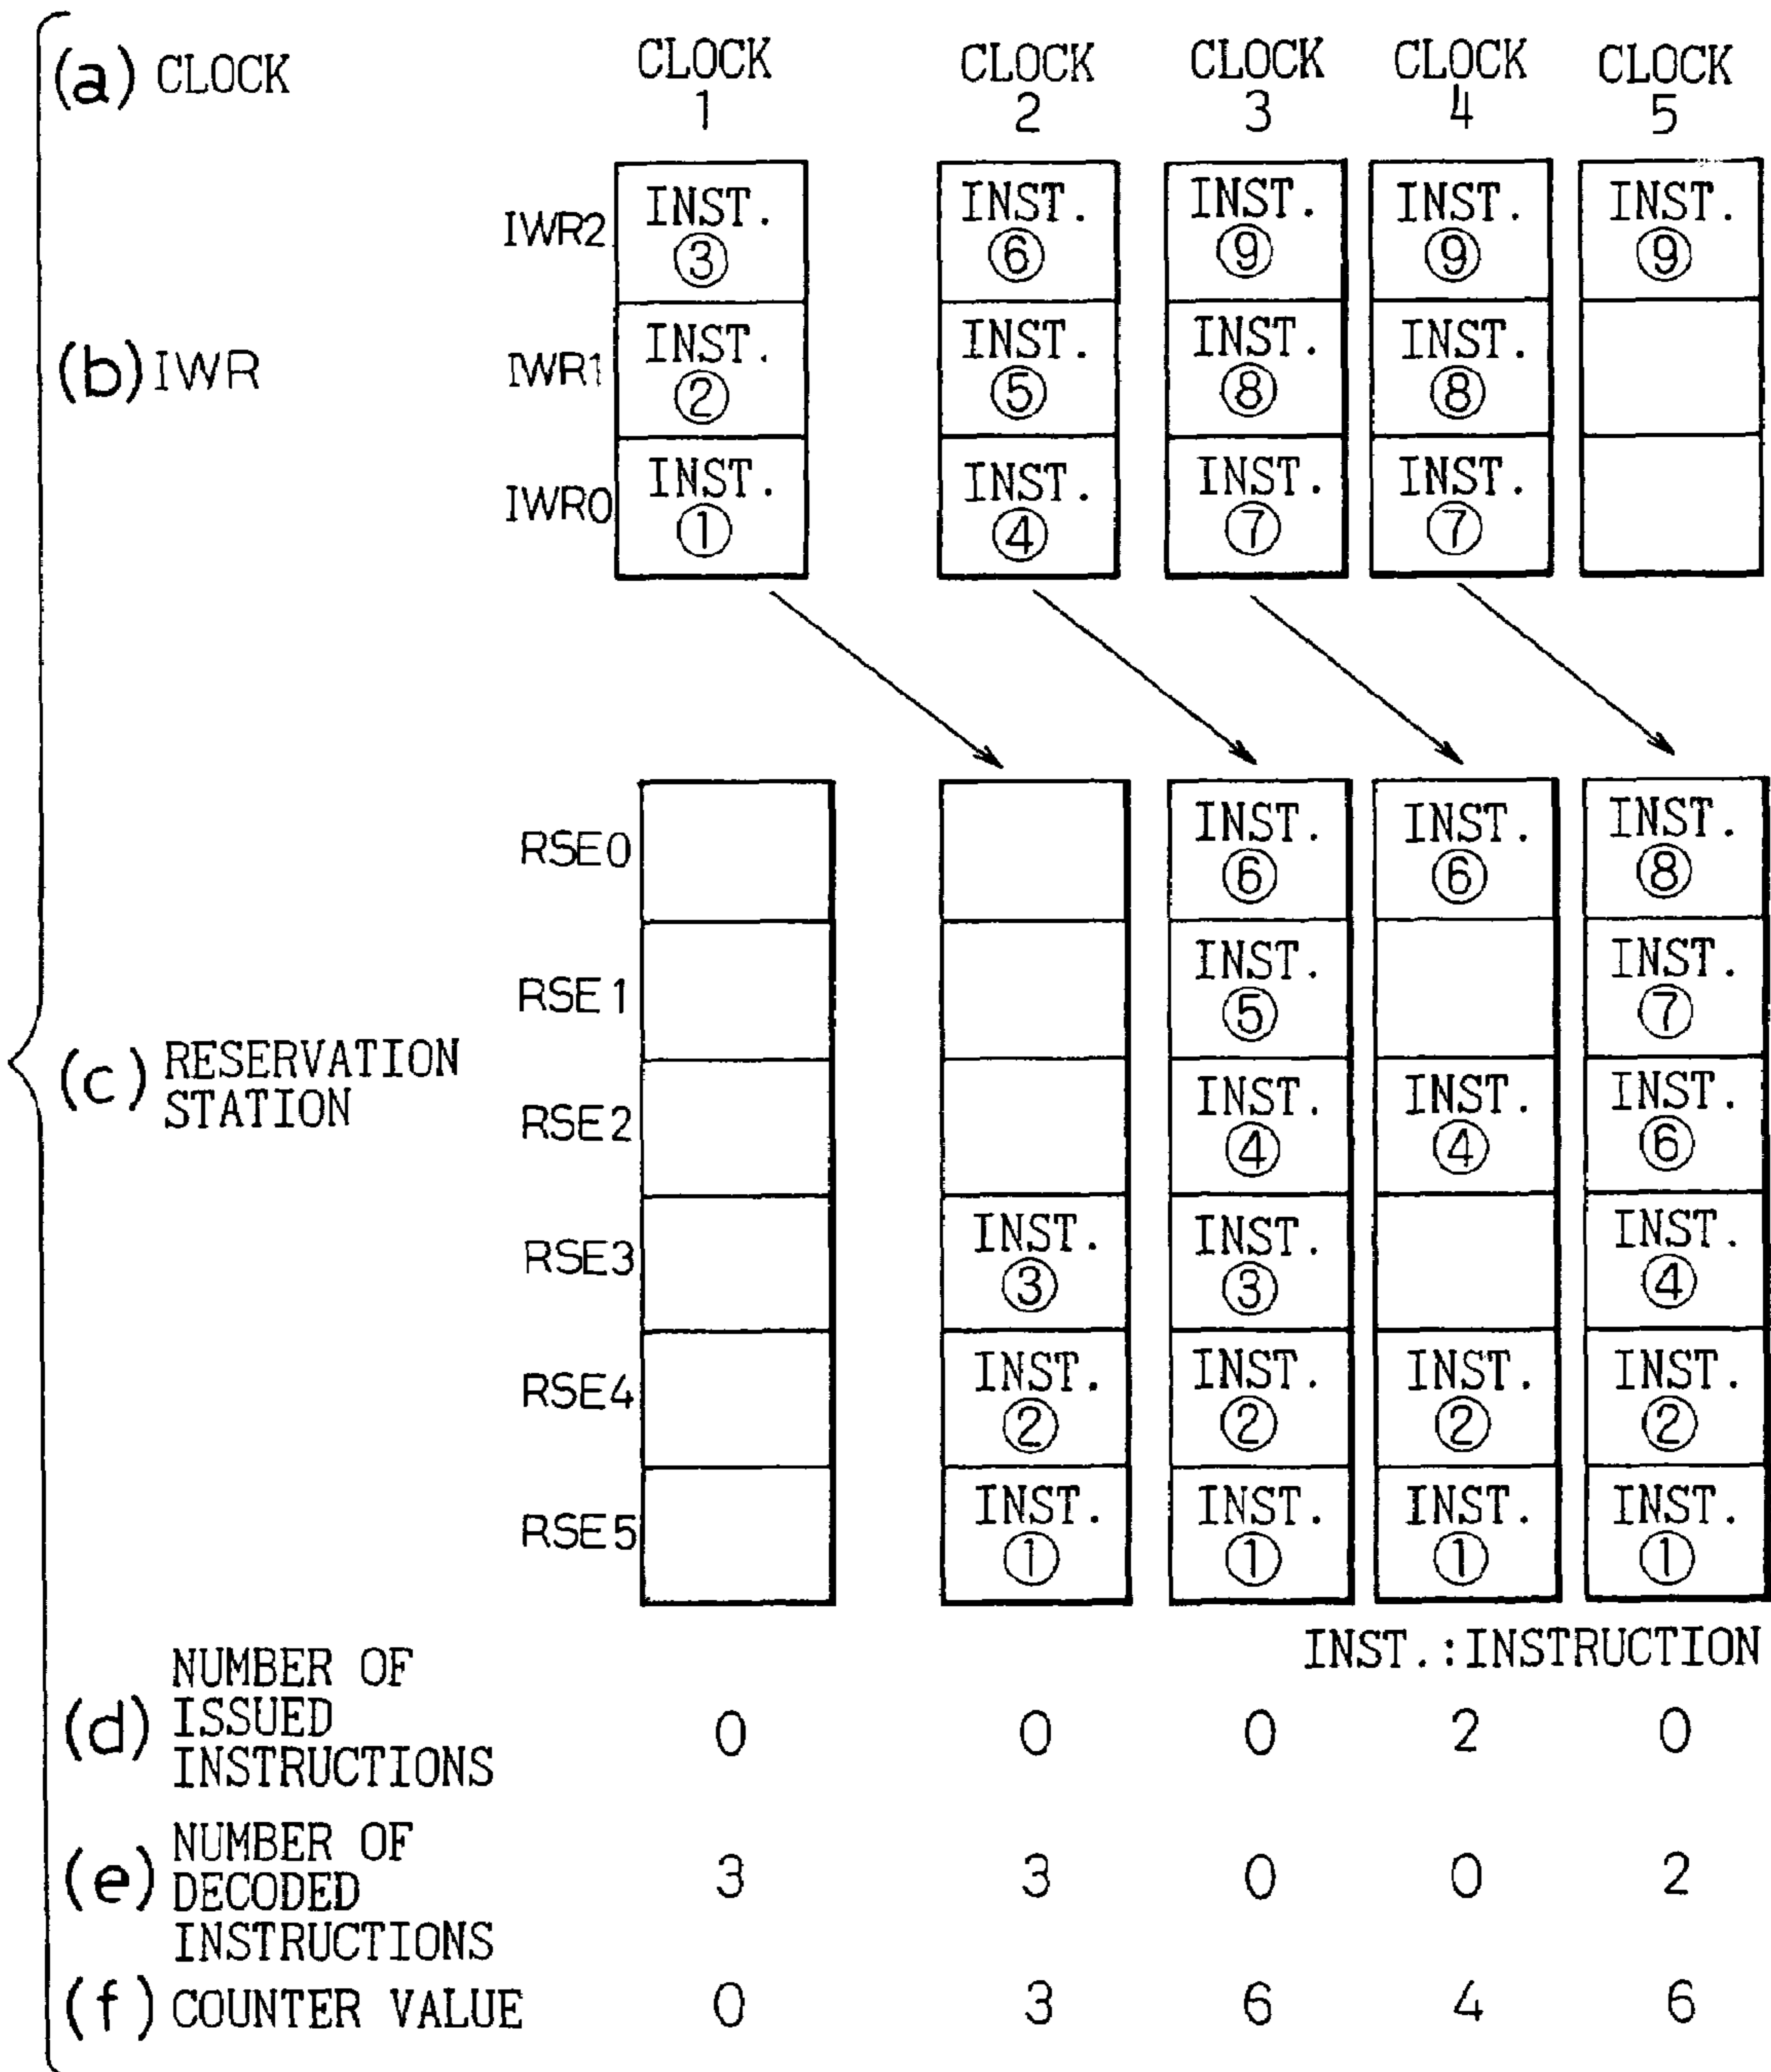 (a) CLOCK CLOCK CLOCK CLOCK CLOCK CLOCK
1 2 3 4 5
IWR2 INST. INST. INST. INST. INST.
③ ⑥ ⑨ ⑨ ⑨
(b) IWR IWR1 INST. INST. INST. INST.
② ⑤ ⑧ ⑧
IWR0 INST. INST. INST. INST.
① ④ ⑦ ⑦
RSE0 INST. INST. INST.
⑥ ⑥ ⑧
RSE1 INST. INST.
⑤ ⑦
(c) RESERVATION
STATION
RSE2 INST. INST. INST.
④ ④ ⑥
RSE3 INST. INST. INST.
③ ③ ④
RSE4 INST. INST. INST. INST.
② ② ② ②
RSE5 INST. INST. INST. INST.
① ① ① ①
INST.:INSTRUCTION
(d) NUMBER OF
ISSUED
INSTRUCTIONS
0 0 0 2 0
(e) NUMBER OF
DECODED
INSTRUCTIONS
3 3 0 0 2
(f) COUNTER VALUE 0 3 6 4 6